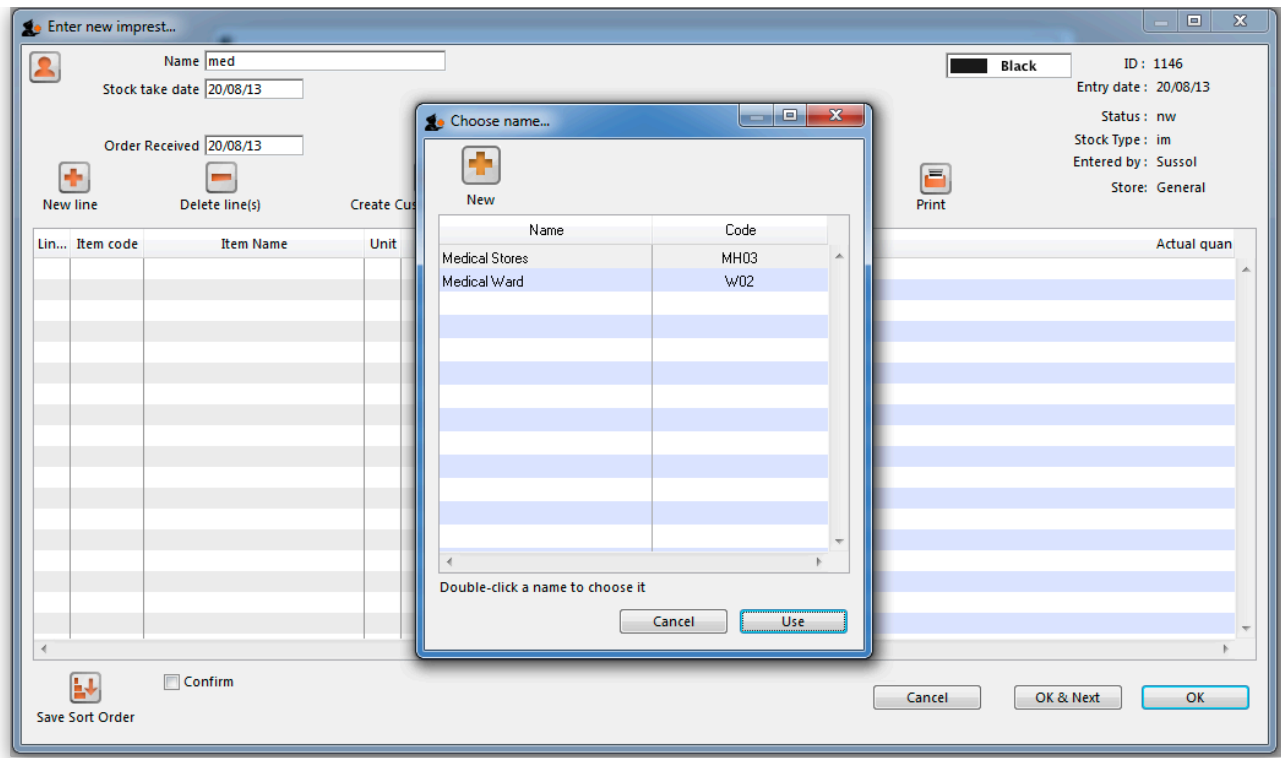 Enter new imprest...
Name med
Black
ID : 1146
Stock take date 20/08/13
Entry date : 20/08/13
Status : nw
Order Received 20/08/13
Stock Type : im
Entered by : Sussol
Store: General
New line
Delete line(s)
Create Cus
Print
Lin... Item code Item Name Unit
Actual quan
Choose name...
New
Name Code
Medical Stores MH03
Medical Ward W02
Double-click a name to choose it
Cancel Use
Confirm
Save Sort Order
Cancel OK & Next OK